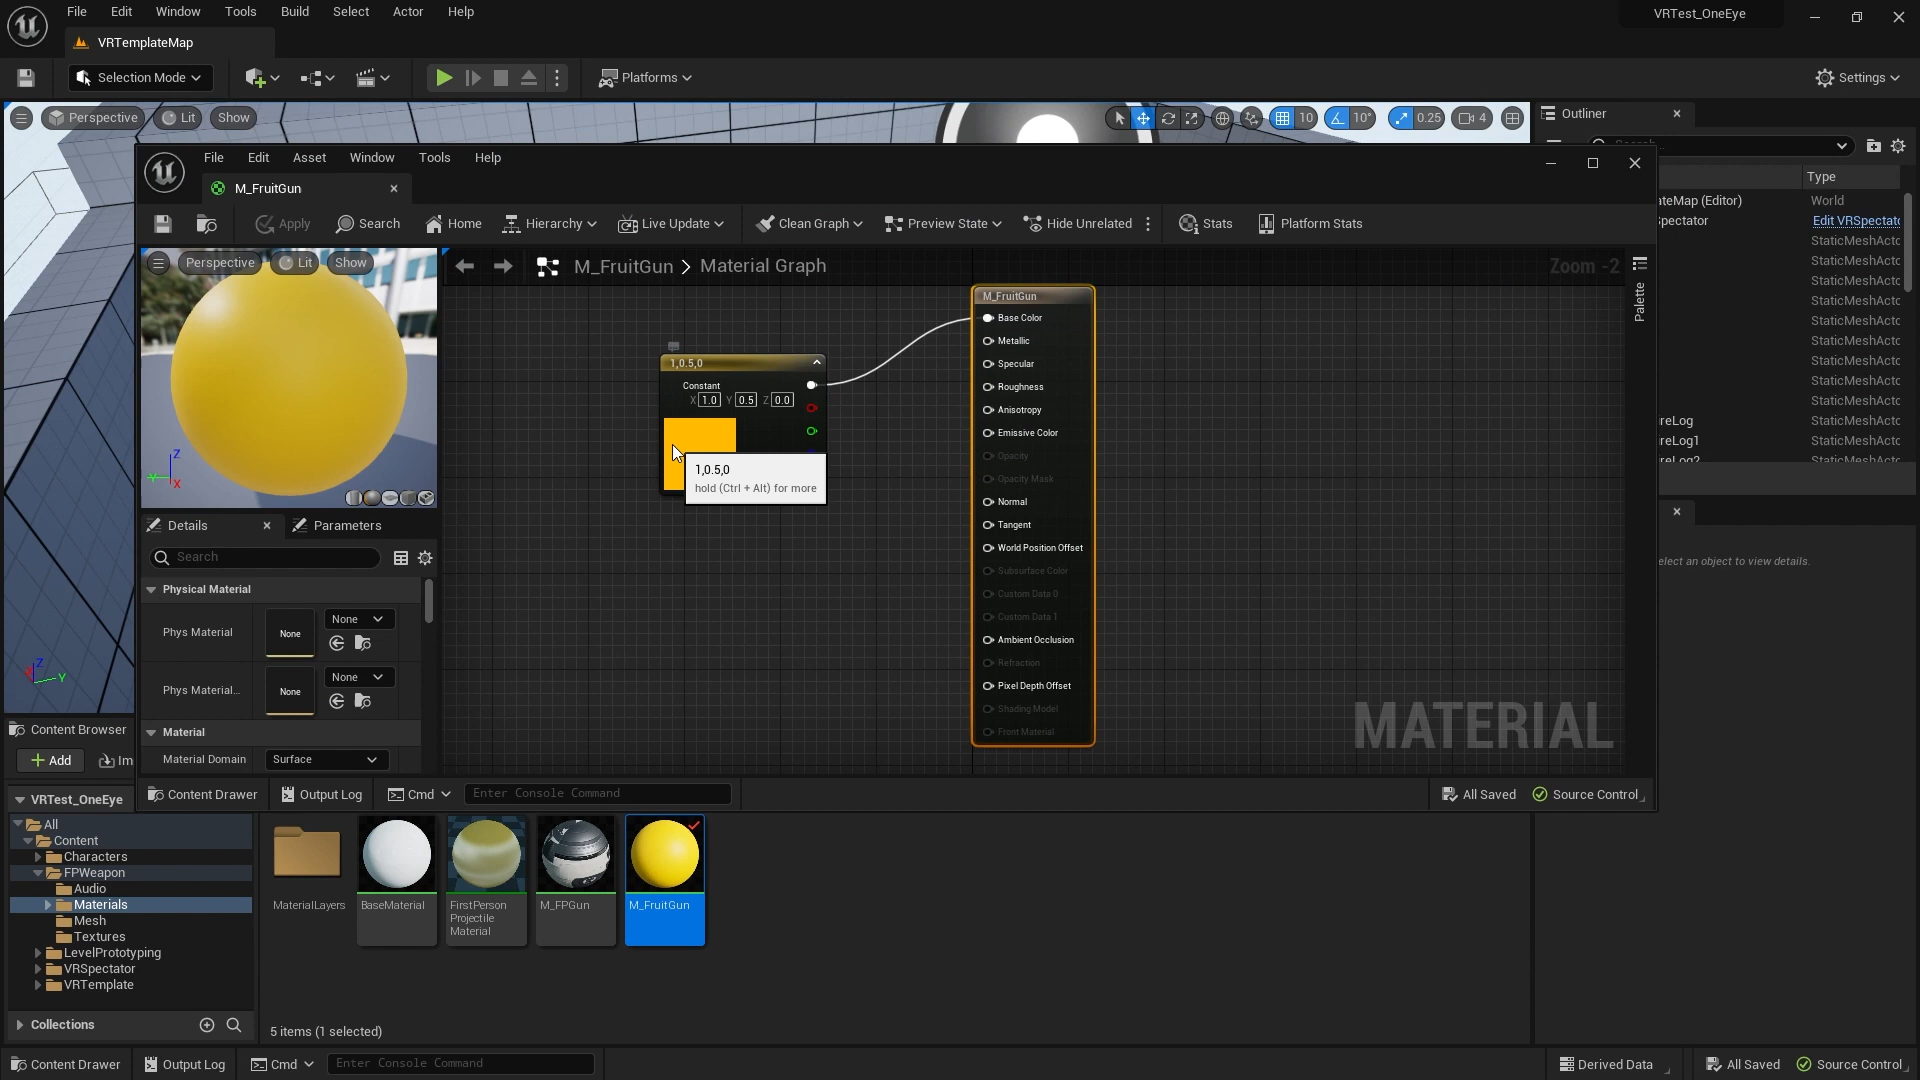 File Edit Window Tools Build Select Actor Help
VRTest_OneEye
VRTemplateMap
Selection Mode
Platforms
Settings
Perspective Lit Show
10 10° 0.25 4
Outliner
File Edit Asset Window Tools Help
M_FruitGun
Type
ateMap (Editor) World
Spectator Edit VRSpectato
StaticMeshActo
StaticMeshActo
StaticMeshActo
StaticMeshActo
StaticMeshActo
StaticMeshActo
StaticMeshActo
StaticMeshActo
StaticMeshActo
ireLog StaticMeshActo
ireLog1 StaticMeshActo
ireLog2 StaticMeshActo
Apply Search Home Hierarchy Live Update Clean Graph Preview State Hide Unrelated Stats Platform Stats
Perspective Lit Show
M_FruitGun > Material Graph
Zoom -2
Palette
M_FruitGun
Base Color
Metallic
Specular
Roughness
Anisotropy
Emissive Color
Opacity
Opacity Mask
Normal
Tangent
World Position Offset
Subsurface Color
Custom Data 0
Custom Data 1
Ambient Occlusion
Refraction
Pixel Depth Offset
Shading Model
Front Material
1,0.5,0
Constant
X 1.0 Y 0.5 Z 0.0
1,0.5,0
hold (Ctrl + Alt) for more
Z
Y
X
Details Parameters
Search
Physical Material
Phys Material None None
Phys Material... None None
Material
Material Domain Surface
MATERIAL
elect an object to view details.
Z
Y
Content Browser
Add Im
Content Drawer Output Log Cmd Enter Console Command All Saved Source Control
VRTest_OneEye
All
Content
Characters
FPWeapon
Audio
Materials
Mesh
Textures
LevelPrototyping
VRSpectator
VRTemplate
Collections
MaterialLayers
BaseMaterial
FirstPerson
Projectile
Material
M_FPGun
M_FruitGun
5 items (1 selected)
Content Drawer Output Log Cmd Enter Console Command Derived Data All Saved Source Control